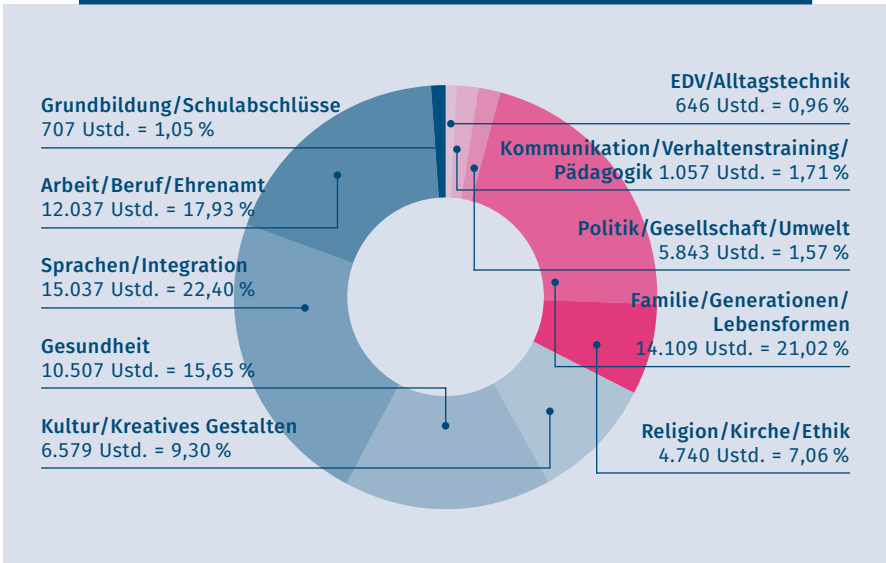 Grundbildung/Schulabschlüsse
707 Ustd. = 1,05 %
Arbeit/Beruf/Ehrenamt
12.037 Ustd. = 17,93 %
Sprachen/Integration
15.037 Ustd. = 22,40 %
Gesundheit
10.507 Ustd. = 15,65 %
Kultur/Kreatives Gestalten
6.579 Ustd. = 9,30 %
EDV/Alltagstechnik
646 Ustd. = 0,96 %
Kommunikation/Verhaltenstraining/
Pädagogik 1.057 Ustd. = 1,71 %
Politik/Gesellschaft/Umwelt
5.843 Ustd. = 1,57 %
Familie/Generationen/
Lebensformen
14.109 Ustd. = 21,02 %
Religion/Kirche/Ethik
4.740 Ustd. = 7,06 %